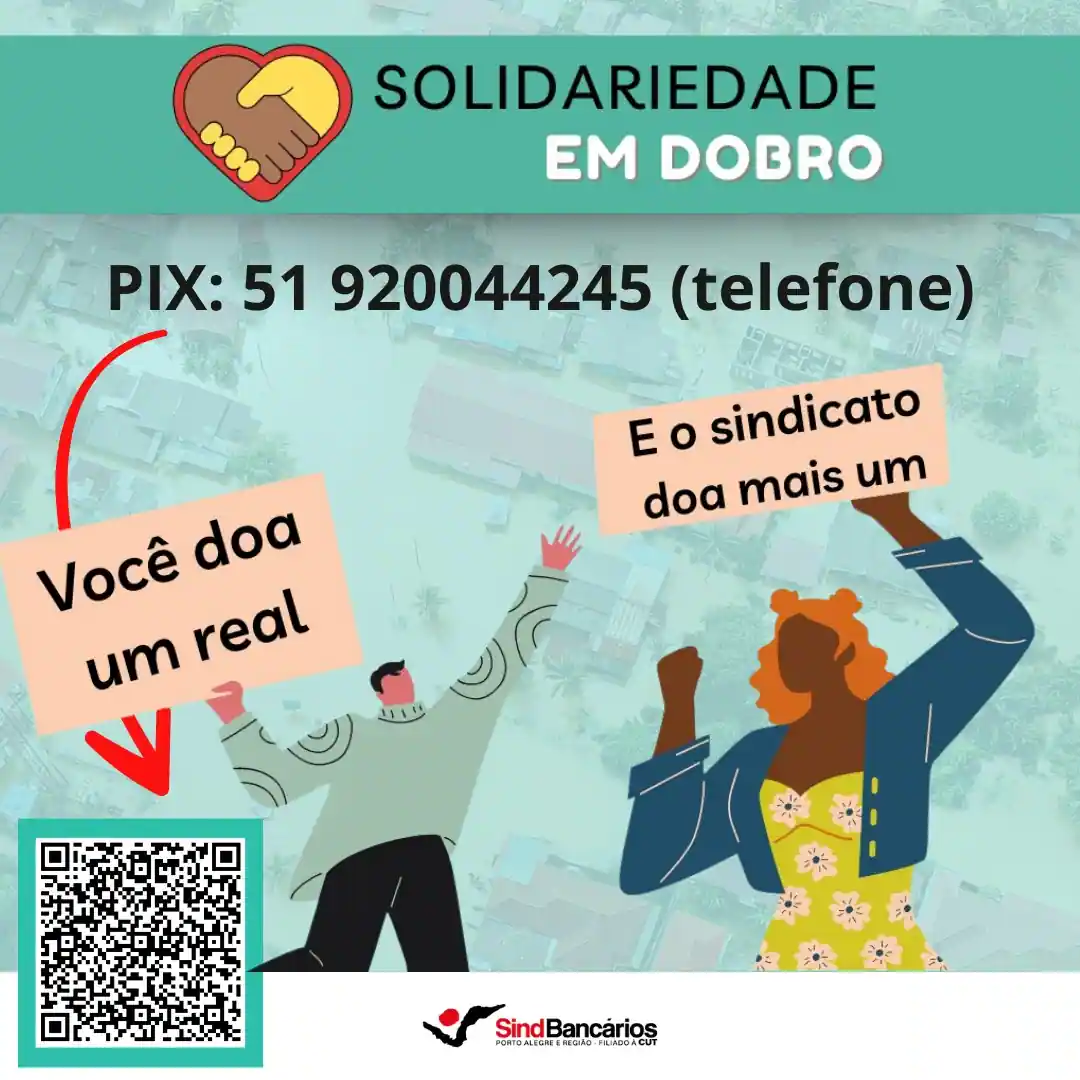 SOLIDARIEDADE
EM DOBRO
PIX: 51 920044245 (telefone)
E o sindicato
doa mais um
Você doa
um real
SindBancários
PORTO ALEGRE E REGIÃO - FILIADO À CUT